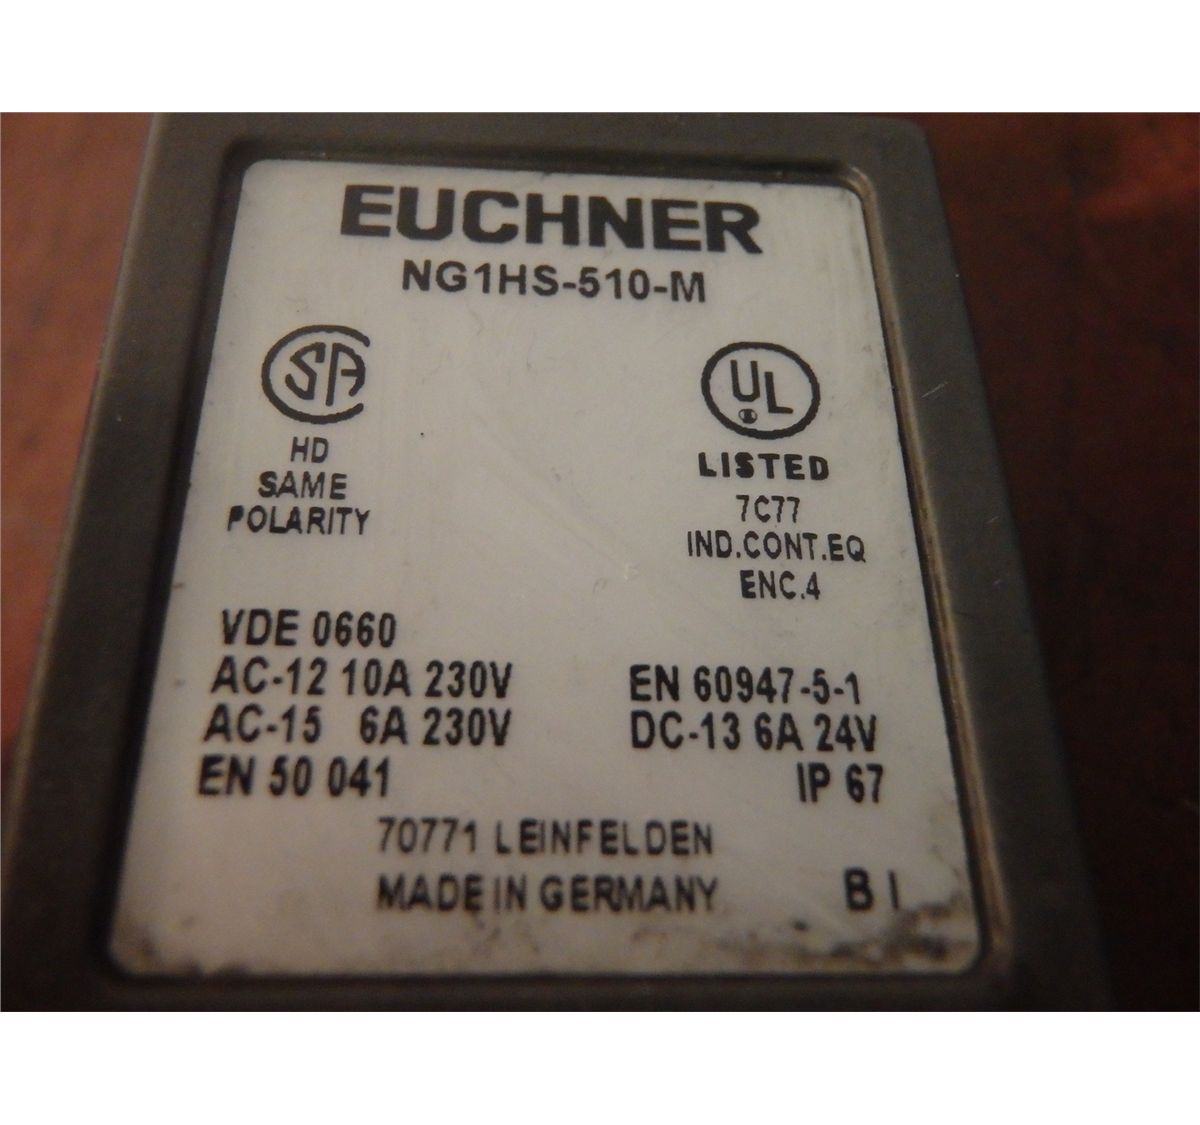 EUCHNER
NG1HS-510-M
SA
HD
SAME
POLARITY
UL
LISTED
7C77
IND.CONT.EQ
ENC.4
VDE 0660
AC-12 10A 230V
AC-15 6A 230V
EN 50 041
EN 60947-5-1
DC-13 6A 24V
IP 67
70771 LEINFELDEN
MADE IN GERMANY
B I